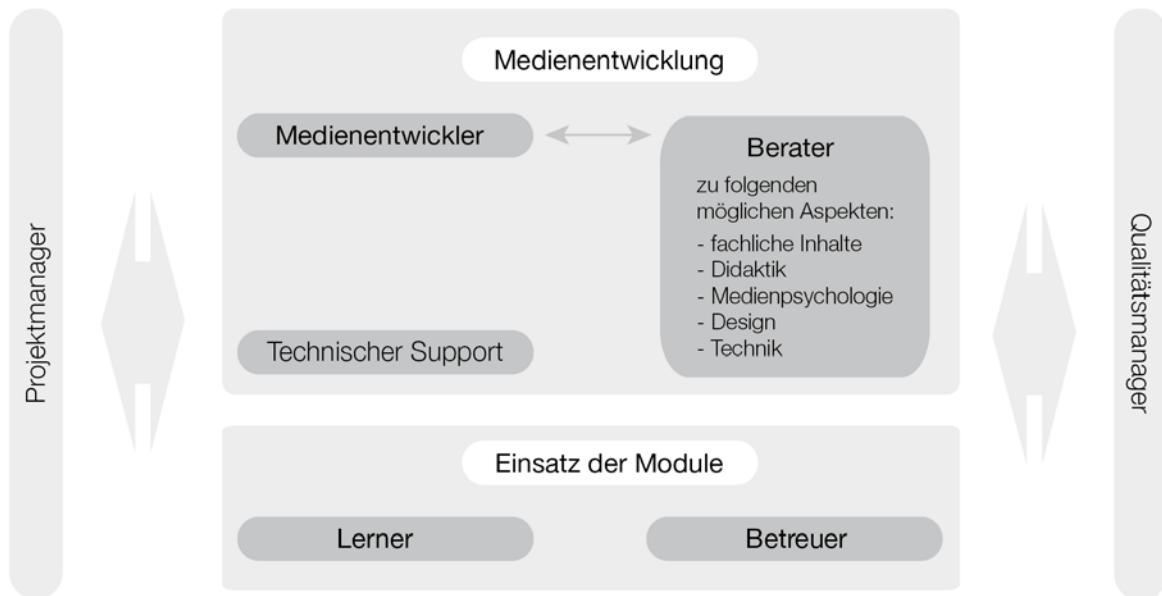 Projektmanager
Medienentwicklung
Medienentwickler
Technischer Support
Berater
zu folgenden
möglichen Aspekten:
- fachliche Inhalte
- Didaktik
- Medienpsychologie
- Design
- Technik
Einsatz der Module
Lerner
Betreuer
Qualitätsmanager